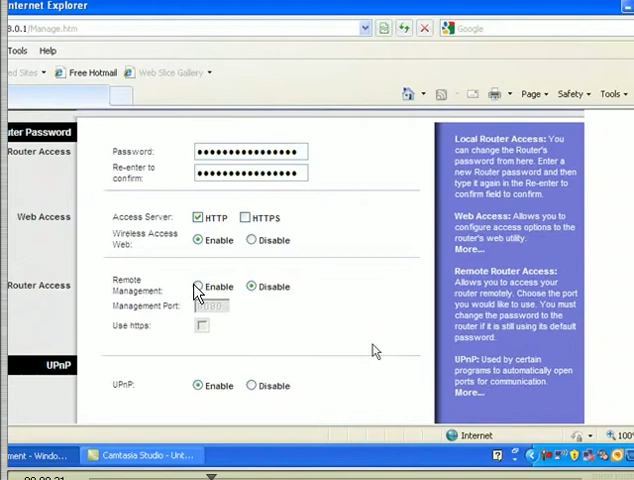 nternet Explorer
8.0.1/Manage.htm
Google
Tools Help
ed Sites Free Hotmail Web Slice Gallery
Page Safety Tools
uter Password
Router Access
Password:
Re-enter to
confirm:
Web Access
Access Server: HTTP HTTPS
Wireless Access
Web: Enable Disable
Router Access
Remote
Management: Enable Disable
Management Port:
Use https:
UPnP
UPnP: Enable Disable
Local Router Access: You
can change the Router's
password from here. Enter a
new Router password and then
type it again in the Re-enter to
confirm field.
Web Access: Allows you to
configure access options to the
router's web utility.
More...
Remote Router Access:
Allows you to access your
router remotely. Choose the port
you would like to use. You must
change the password to the
router if it is still using its default
password.
UPnP: Used by certain
programs to automatically open
ports for communication.
More...
Internet 100%
ment - Windo... Camtasia Studio - Unt...